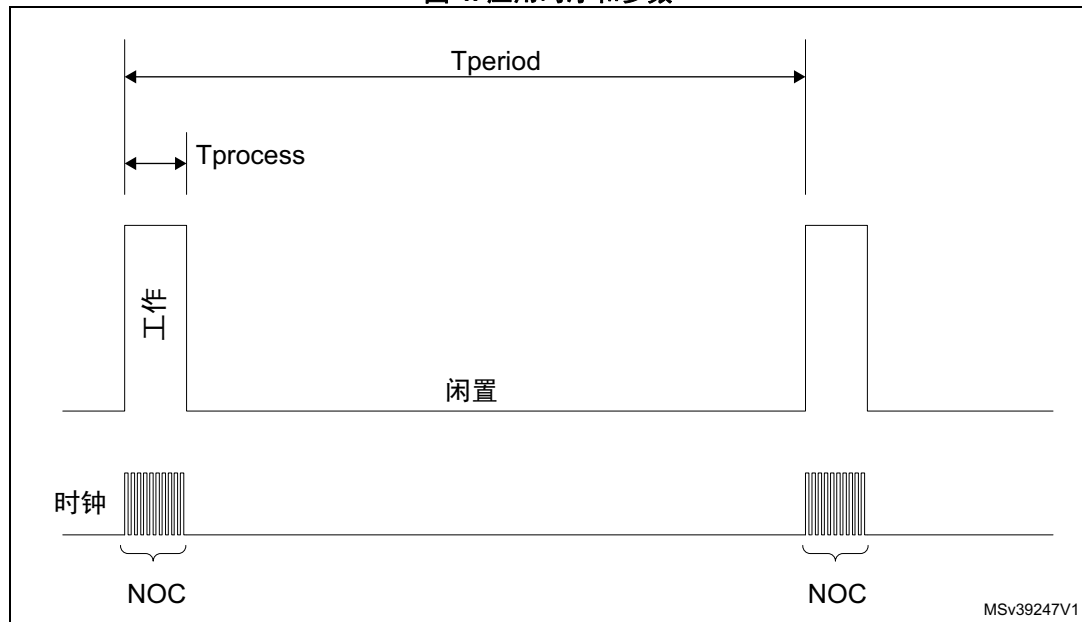 Tperiod
Tprocess
工作
闲置
时钟
NOC
NOC
MSv39247V1